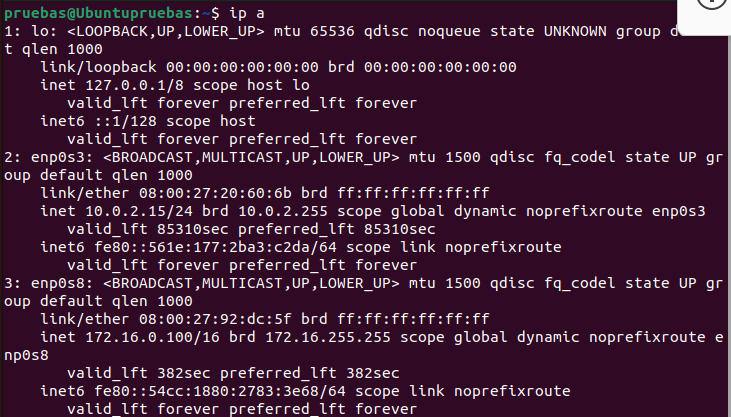 pruebas@Ubuntupruebas:~$ ip a
1: lo: <LOOPBACK,UP,LOWER_UP> mtu 65536 qdisc noqueue state UNKNOWN group
t qlen 1000
    link/loopback 00:00:00:00:00:00 brd 00:00:00:00:00:00
    inet 127.0.0.1/8 scope host lo
       valid_lft forever preferred_lft forever
    inet6 ::1/128 scope host
       valid_lft forever preferred_lft forever
2: enp0s3: <BROADCAST,MULTICAST,UP,LOWER_UP> mtu 1500 qdisc fq_codel state UP gr
oup default qlen 1000
    link/ether 08:00:27:20:60:6b brd ff:ff:ff:ff:ff:ff
    inet 10.0.2.15/24 brd 10.0.2.255 scope global dynamic noprefixroute enp0s3
       valid_lft 85310sec preferred_lft 85310sec
    inet6 fe80::561e:177:2ba3:c2da/64 scope link noprefixroute
       valid_lft forever preferred_lft forever
3: enp0s8: <BROADCAST,MULTICAST,UP,LOWER_UP> mtu 1500 qdisc fq_codel state UP gr
oup default qlen 1000
    link/ether 08:00:27:92:dc:5f brd ff:ff:ff:ff:ff:ff
    inet 172.16.0.100/16 brd 172.16.255.255 scope global dynamic noprefixroute e
np0s8
       valid_lft 382sec preferred_lft 382sec
    inet6 fe80::54cc:1880:2783:3e68/64 scope link noprefixroute
       valid_lft forever preferred_lft forever